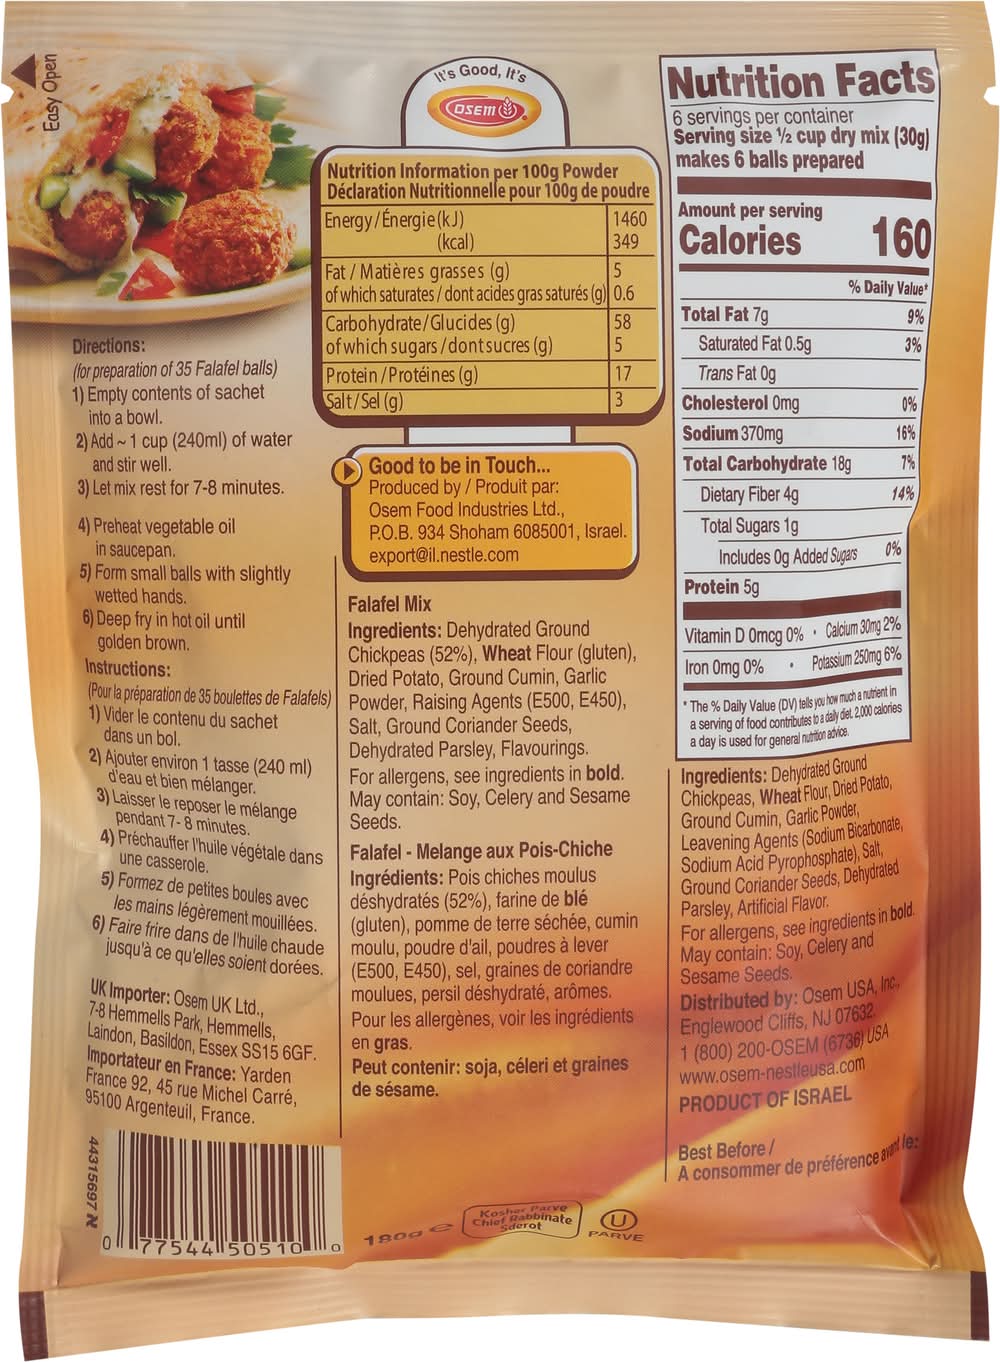 Easy Open
It's Good, It's
OSEM
Directions:
(for preparation of 35 Falafel balls)
1) Empty contents of sachet
into a bowl.
2) Add ~ 1 cup (240ml) of water
and stir well.
3) Let mix rest for 7-8 minutes.
4) Preheat vegetable oil
in saucepan.
5) Form small balls with slightly
wetted hands.
6) Deep fry in hot oil until
golden brown.
Instructions:
(Pour la préparation de 35 boulettes de Falafels)
1) Vider le contenu du sachet
dans un bol.
2) Ajouter environ 1 tasse (240 ml)
d'eau et bien mélanger.
3) Laisser le reposer le mélange
pendant 7- 8 minutes.
4) Préchauffer l'huile végétale dans
une casserole.
5) Formez de petites boules avec
les mains légèrement mouillées.
6) Faire frire dans de l'huile chaude
jusqu'à ce qu'elles soient dorées.
UK Importer: Osem UK Ltd.,
7-8 Hemmells Park, Hemmells,
Laindon, Basildon, Essex SS15 6GF.
Importateur en France: Yarden
France 92, 45 rue Michel Carré,
95100 Argenteuil, France.
44315697 N
0 77544 50510 0
Nutrition Information per 100g Powder
Déclaration Nutritionnelle pour 100g de poudre
Energy/Énergie (kJ) 1460
(kcal) 349
Fat / Matières grasses (g) 5
of which saturates / dont acides gras saturés (g) 0.6
Carbohydrate/Glucides (g) 58
of which sugars / dont sucres (g) 5
Protein / Protéines (g) 17
Salt / Sel (g) 3
Good to be in Touch...
Produced by / Produit par:
Osem Food Industries Ltd.,
P.O.B. 934 Shoham 6085001, Israel.
export@il.nestle.com
Falafel Mix
Ingredients: Dehydrated Ground
Chickpeas (52%), Wheat Flour (gluten),
Dried Potato, Ground Cumin, Garlic
Powder, Raising Agents (E500, E450),
Salt, Ground Coriander Seeds,
Dehydrated Parsley, Flavourings.
For allergens, see ingredients in bold.
May contain: Soy, Celery and Sesame
Seeds.
Falafel - Melange aux Pois-Chiche
Ingrédients: Pois chiches moulus
déshydratés (52%), farine de blé
(gluten), pomme de terre séchée, cumin
moulu, poudre d'ail, poudres à lever
(E500, E450), sel, graines de coriandre
moulues, persil déshydraté, arômes.
Pour les allergènes, voir les ingrédients
en gras.
Peut contenir: soja, céleri et graines
de sésame.
180g e
Kosher Parve
Chief Rabbinate
Sderot
U
PARVE
Nutrition Facts
6 servings per container
Serving size ½ cup dry mix (30g)
makes 6 balls prepared
Amount per serving
Calories 160
% Daily Value*
Total Fat 7g 9%
Saturated Fat 0.5g 3%
Trans Fat 0g
Cholesterol 0mg 0%
Sodium 370mg 16%
Total Carbohydrate 18g 7%
Dietary Fiber 4g 14%
Total Sugars 1g
Includes 0g Added Sugars 0%
Protein 5g
Vitamin D 0mcg 0% • Calcium 30mg 2%
Iron 0mg 0% • Potassium 250mg 6%
* The % Daily Value (DV) tells you how much a nutrient in
a serving of food contributes to a daily diet. 2,000 calories
a day is used for general nutrition advice.
Ingredients: Dehydrated Ground
Chickpeas, Wheat Flour, Dried Potato,
Ground Cumin, Garlic Powder,
Leavening Agents (Sodium Bicarbonate,
Sodium Acid Pyrophosphate), Salt,
Ground Coriander Seeds, Dehydrated
Parsley, Artificial Flavor.
For allergens, see ingredients in bold.
May contain: Soy, Celery and
Sesame Seeds.
Distributed by: Osem USA, Inc.,
Englewood Cliffs, NJ 07632.
1 (800) 200-OSEM (6736) USA
www.osem-nestleusa.com
PRODUCT OF ISRAEL
Best Before /
A consommer de préférence avant le: